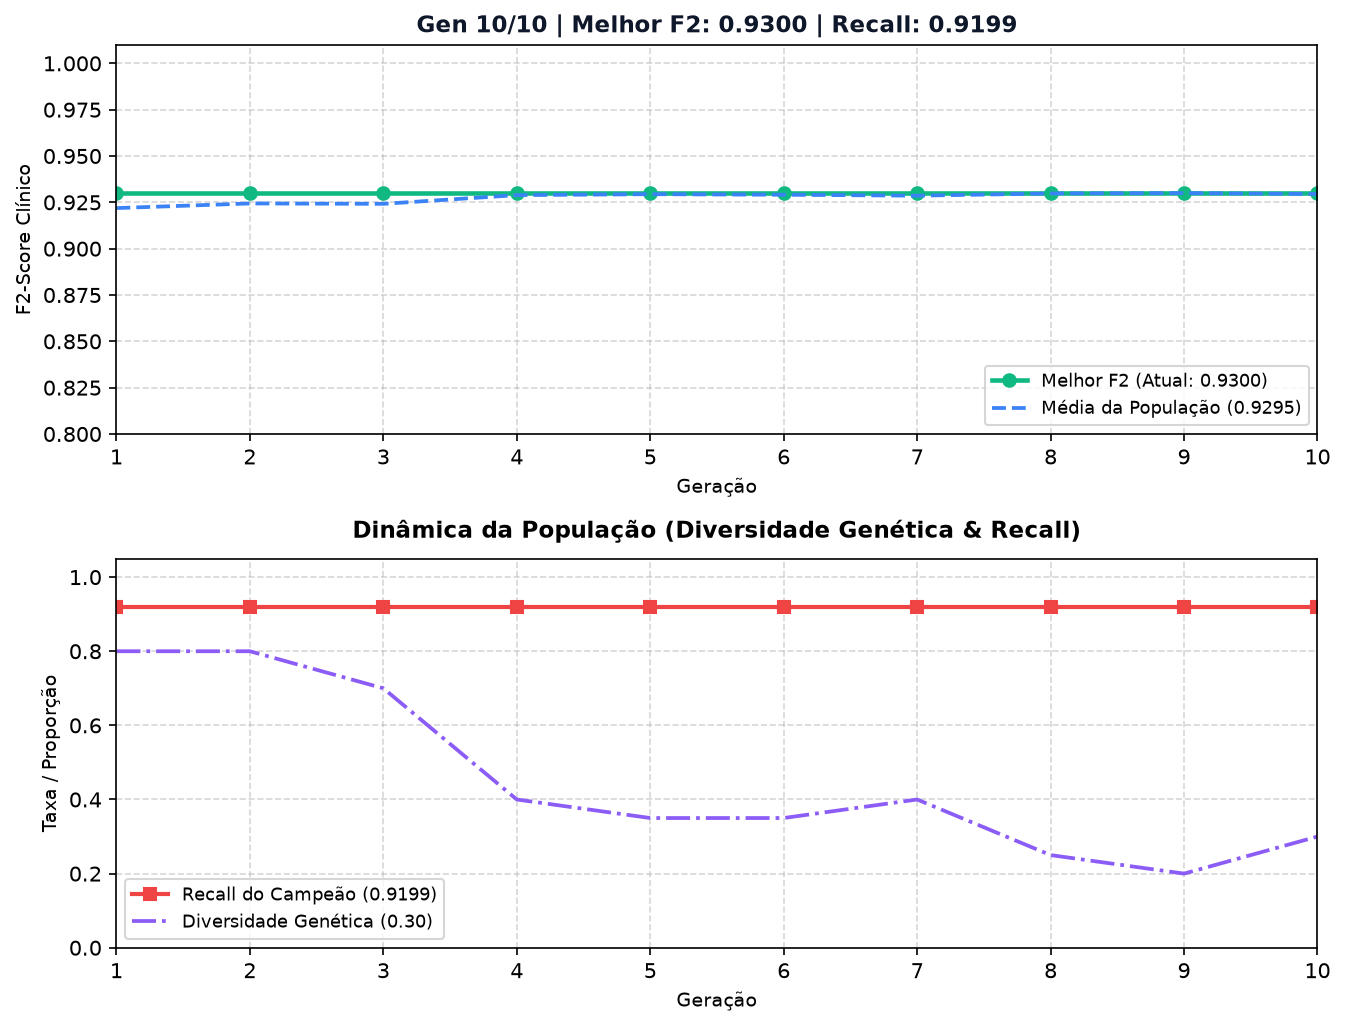 Gen 10/10 | Melhor F2: 0.9300 | Recall: 0.9199
1.000
0.975
0.950
0.925
0.900
0.875
0.850
0.825
0.800
F2-Score Clínico
Melhor F2 (Atual: 0.9300)
Média da População (0.9295)
1 2 3 4 5 6 7 8 9 10
Geração
Dinâmica da População (Diversidade Genética & Recall)
1.0
0.8
0.6
0.4
0.2
0.0
Taxa / Proporção
Recall do Campeão (0.9199)
Diversidade Genética (0.30)
1 2 3 4 5 6 7 8 9 10
Geração